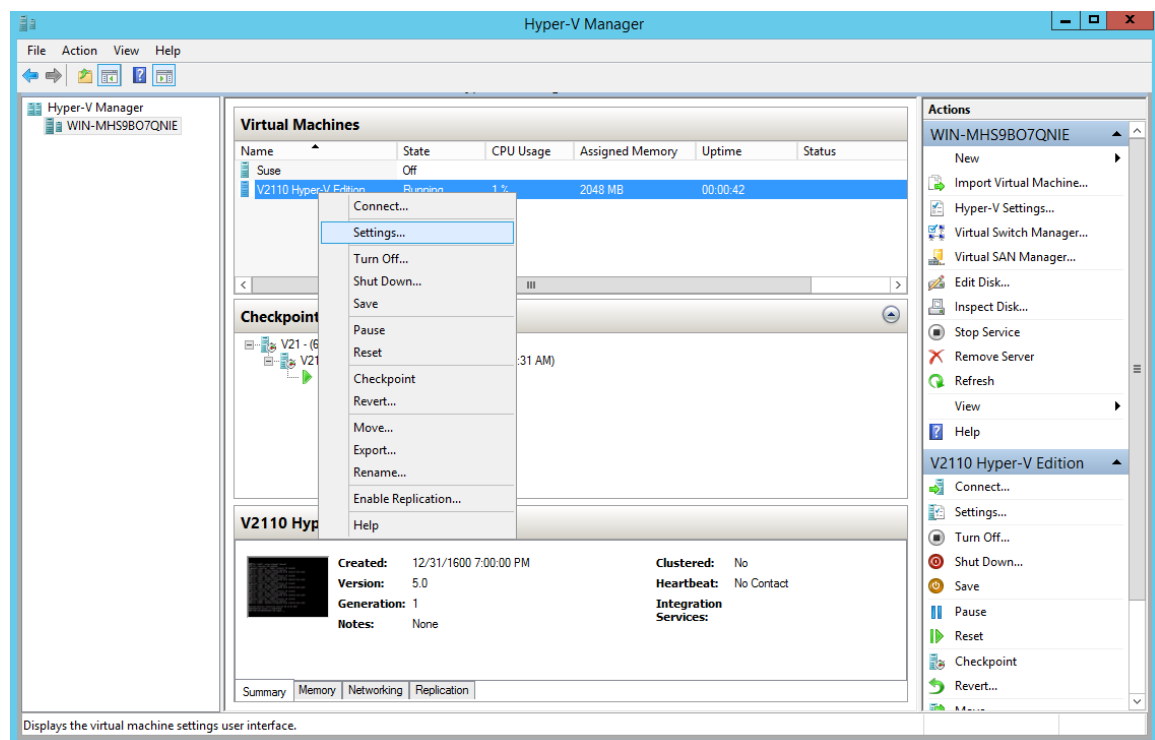 Hyper-V Manager
File Action View Help
Hyper-V Manager
WIN-MHS9BO7QNIE
Virtual Machines
Name State CPU Usage Assigned Memory Uptime Status
Suse Off
V2110 Hyper-V Edition Running 1 % 2048 MB 00:00:42
Connect...
Settings...
Turn Off...
Shut Down...
Save
Pause
Reset
Checkpoint
Revert...
Move...
Export...
Rename...
Enable Replication...
Help
Checkpoint
V21 - (6
V21 :31 AM)
V2110 Hyp
Created: 12/31/1600 7:00:00 PM Clustered: No
Version: 5.0 Heartbeat: No Contact
Generation: 1 Integration
Services:
Notes: None
Summary Memory Networking Replication
Actions
WIN-MHS9BO7QNIE
New
Import Virtual Machine...
Hyper-V Settings...
Virtual Switch Manager...
Virtual SAN Manager...
Edit Disk...
Inspect Disk...
Stop Service
Remove Server
Refresh
View
Help
V2110 Hyper-V Edition
Connect...
Settings...
Turn Off...
Shut Down...
Save
Pause
Reset
Checkpoint
Revert...
Displays the virtual machine settings user interface.